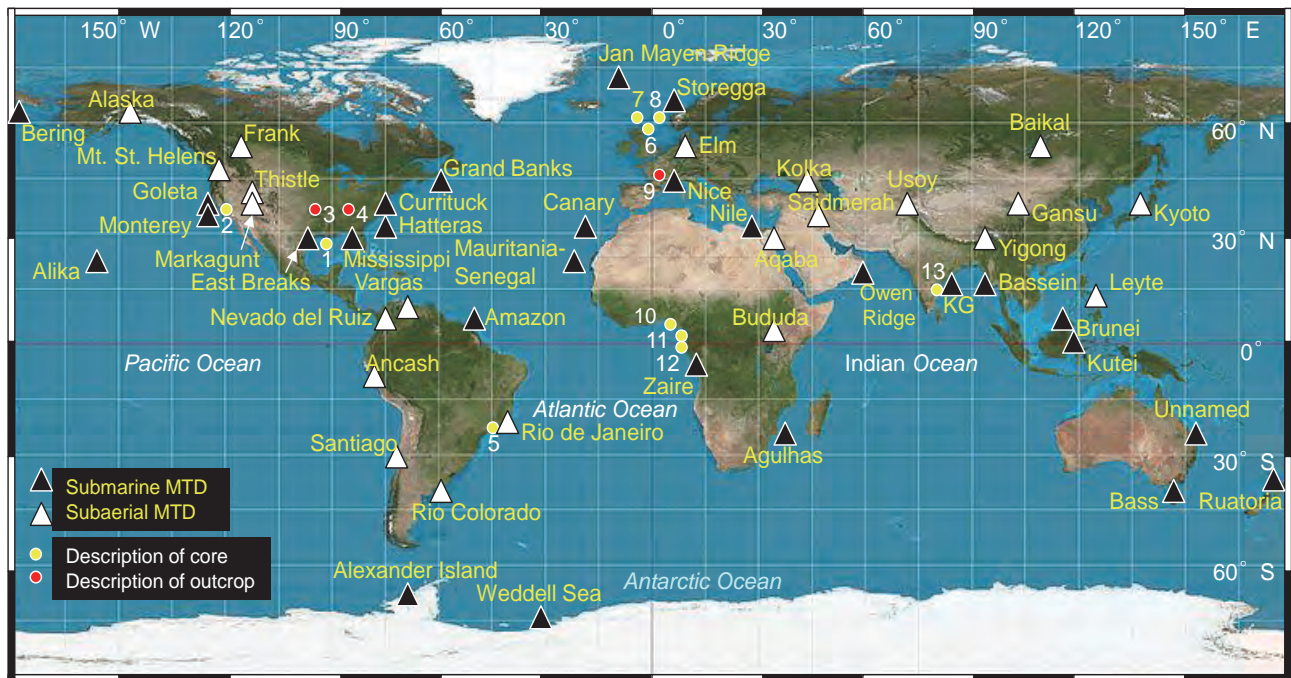 150° W 120° 90° 60° 30° 0 30° 60° 90° 120° 150° E
Jan Mayen Ridge
7 8 Storegga
Alaska
Bering
60° N
Frank
6
Elm
Baikal
Mt. St. Helens
Thistle
Grand Banks
9
Kolka
Usoy
Goleta
3 4
Currituck
Canary
Nice
Saidmerah
2
Nile
Gansu
Kyoto
Monterey
Hatteras
30° N
Markagunt
1
Mississippi
Mauritania-
Senegal
Aqaba
Yigong
Alika
East Breaks
Vargas
13
Bassein
Owen
Ridge
KG
Leyte
Nevado del Ruiz
Amazon
10
Bududa
Brunei
11
Pacific Ocean
Ancash
12
Indian Ocean
0°
Kutei
Zaire
Atlantic Ocean
Unnamed
5
Rio de Janeiro
Santiago
Agulhas
30° S
Submarine MTD
Subaerial MTD
Rio Colorado
Bass
Ruatoria
Description of core
Description of outcrop
Alexander Island
Antarctic Ocean
60°
S
Weddell Sea